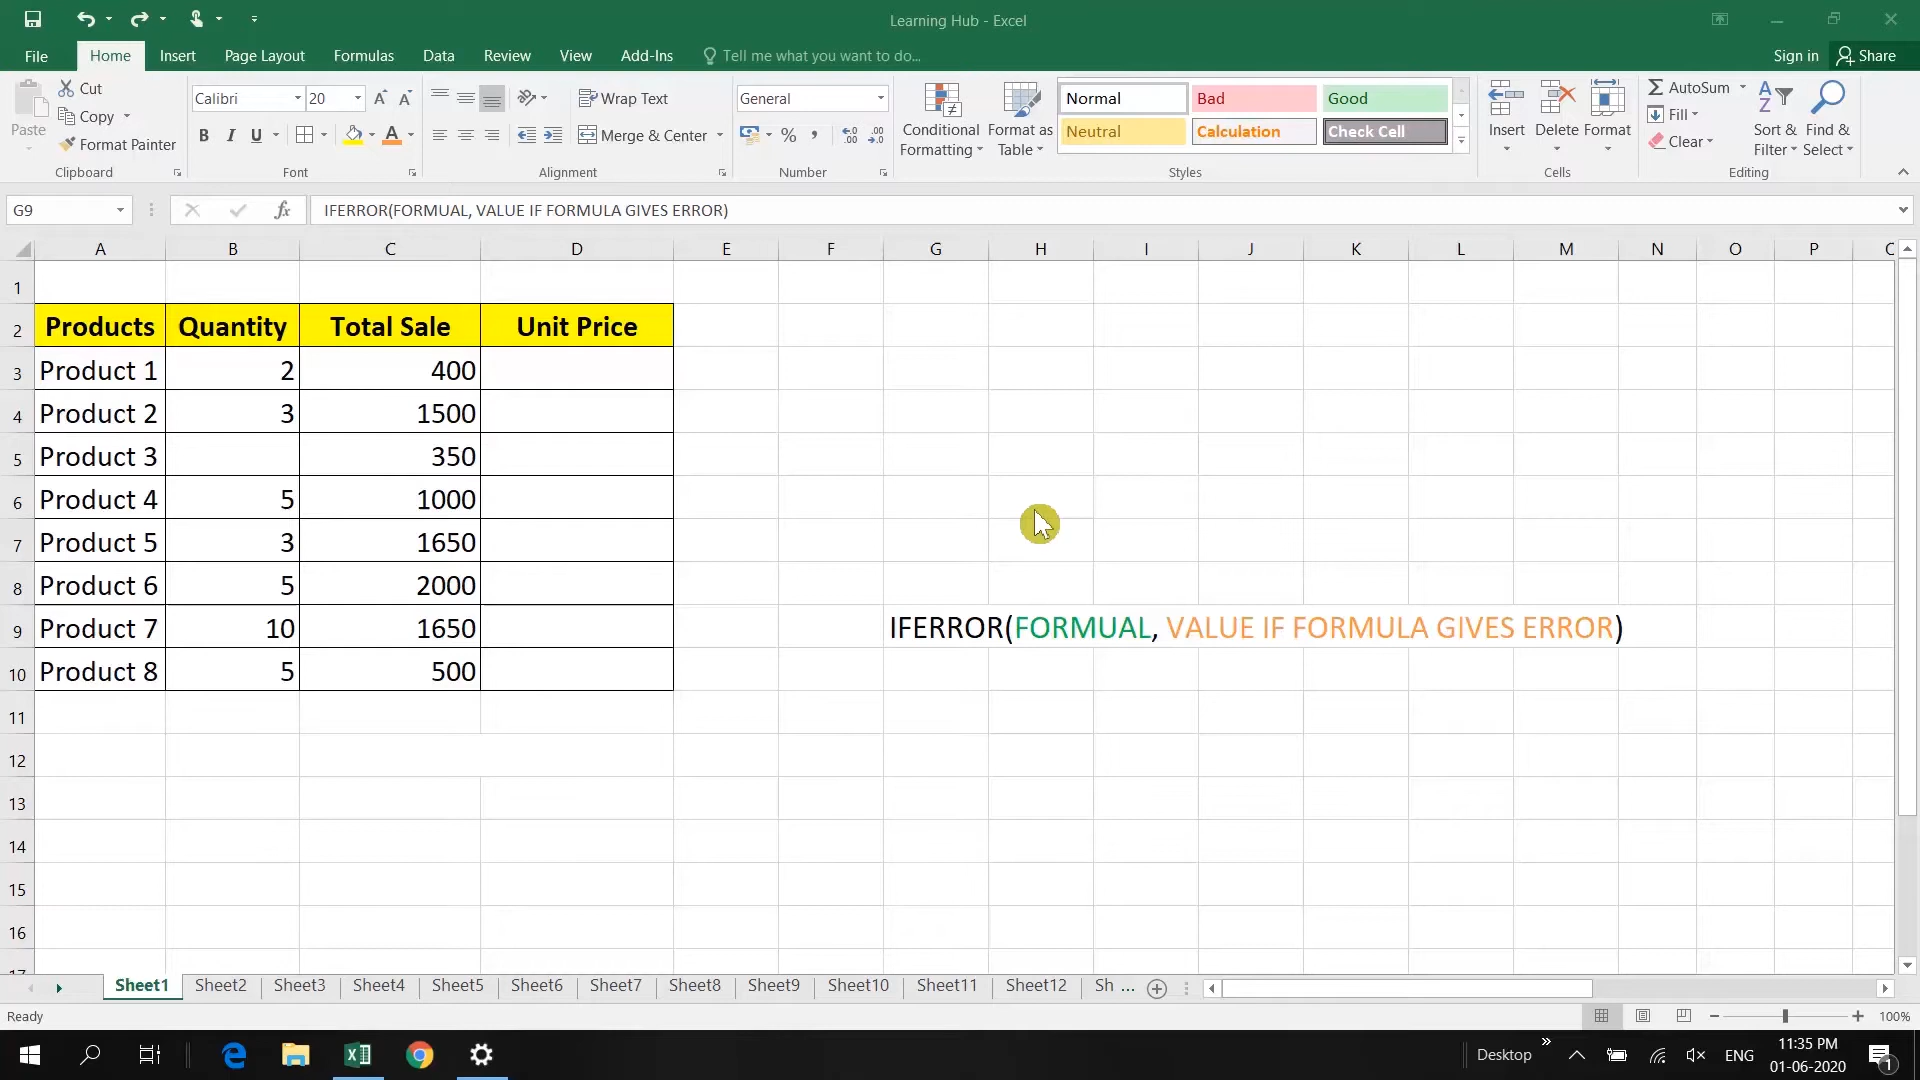 Learning Hub - Excel
File Home Insert Page Layout Formulas Data Review View Add-Ins Tell me what you want to do... Sign in Share
Paste
Cut
Copy
Format Painter
Clipboard
Calibri 20
B I U
Font
Wrap Text
Merge & Center
Alignment
General
%
Number
Conditional Formatting
Format as Table
Normal Bad Good
Neutral Calculation Check Cell
Styles
Insert Delete Format
Cells
AutoSum
Fill
Clear
Sort & Filter
Find & Select
Editing
G9 fx IFERROR(FORMUAL, VALUE IF FORMULA GIVES ERROR)
A B C D E F G H I J K L M N O P
1
2 Products Quantity Total Sale Unit Price
3 Product 1 2 400
4 Product 2 3 1500
5 Product 3 350
6 Product 4 5 1000
7 Product 5 3 1650
8 Product 6 5 2000
9 Product 7 10 1650 IFERROR(FORMUAL, VALUE IF FORMULA GIVES ERROR)
10 Product 8 5 500
11
12
13
14
15
16
17
Sheet1 Sheet2 Sheet3 Sheet4 Sheet5 Sheet6 Sheet7 Sheet8 Sheet9 Sheet10 Sheet11 Sheet12 Sh ...
Ready 100%
Desktop ENG 11:35 PM
01-06-2020 1